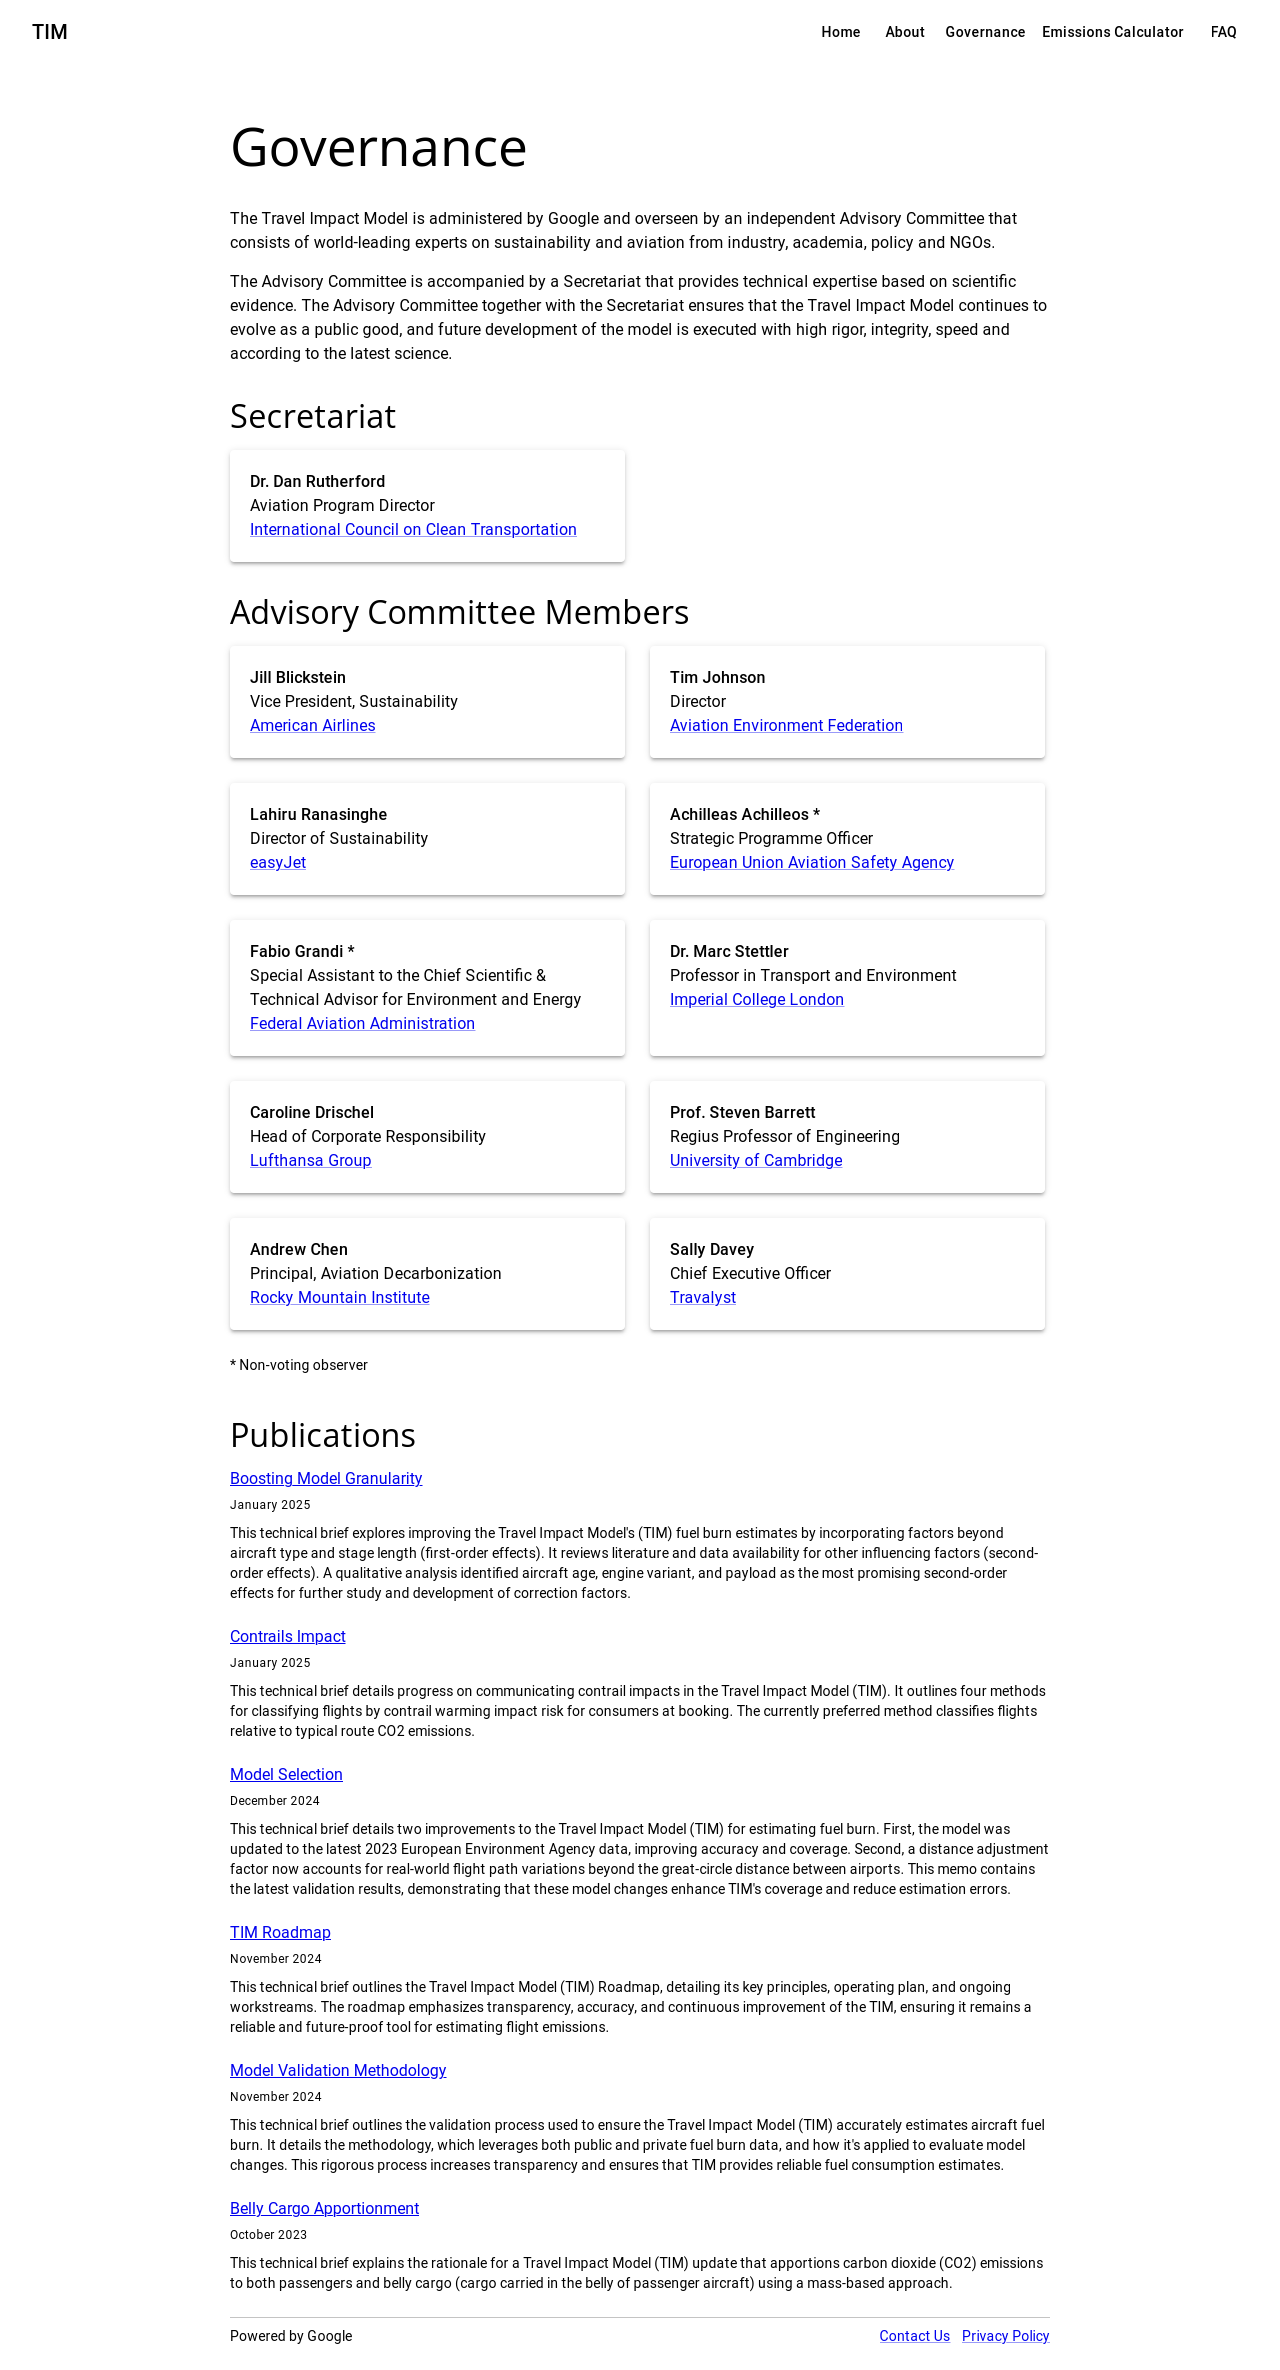 TIM
Home About Governance Emissions Calculator FAQ
Governance
The Travel Impact Model is administered by Google and overseen by an independent Advisory Committee that
consists of world-leading experts on sustainability and aviation from industry, academia, policy and NGOs.
The Advisory Committee is accompanied by a Secretariat that provides technical expertise based on scientific
evidence. The Advisory Committee together with the Secretariat ensures that the Travel Impact Model continues to
evolve as a public good, and future development of the model is executed with high rigor, integrity, speed and
according to the latest science.
Secretariat
Dr. Dan Rutherford
Aviation Program Director
International Council on Clean Transportation
Advisory Committee Members
Jill Blickstein
Vice President, Sustainability
American Airlines
Tim Johnson
Director
Aviation Environment Federation
Lahiru Ranasinghe
Director of Sustainability
easyJet
Achilleas Achilleos *
Strategic Programme Officer
European Union Aviation Safety Agency
Fabio Grandi *
Special Assistant to the Chief Scientific &
Technical Advisor for Environment and Energy
Federal Aviation Administration
Dr. Marc Stettler
Professor in Transport and Environment
Imperial College London
Caroline Drischel
Head of Corporate Responsibility
Lufthansa Group
Prof. Steven Barrett
Regius Professor of Engineering
University of Cambridge
Andrew Chen
Principal, Aviation Decarbonization
Rocky Mountain Institute
Sally Davey
Chief Executive Officer
Travalyst
* Non-voting observer
Publications
Boosting Model Granularity
January 2025
This technical brief explores improving the Travel Impact Model's (TIM) fuel burn estimates by incorporating factors beyond
aircraft type and stage length (first-order effects). It reviews literature and data availability for other influencing factors (second-
order effects). A qualitative analysis identified aircraft age, engine variant, and payload as the most promising second-order
effects for further study and development of correction factors.
Contrails Impact
January 2025
This technical brief details progress on communicating contrail impacts in the Travel Impact Model (TIM). It outlines four methods
for classifying flights by contrail warming impact risk for consumers at booking. The currently preferred method classifies flights
relative to typical route CO2 emissions.
Model Selection
December 2024
This technical brief details two improvements to the Travel Impact Model (TIM) for estimating fuel burn. First, the model was
updated to the latest 2023 European Environment Agency data, improving accuracy and coverage. Second, a distance adjustment
factor now accounts for real-world flight path variations beyond the great-circle distance between airports. This memo contains
the latest validation results, demonstrating that these model changes enhance TIM's coverage and reduce estimation errors.
TIM Roadmap
November 2024
This technical brief outlines the Travel Impact Model (TIM) Roadmap, detailing its key principles, operating plan, and ongoing
workstreams. The roadmap emphasizes transparency, accuracy, and continuous improvement of the TIM, ensuring it remains a
reliable and future-proof tool for estimating flight emissions.
Model Validation Methodology
November 2024
This technical brief outlines the validation process used to ensure the Travel Impact Model (TIM) accurately estimates aircraft fuel
burn. It details the methodology, which leverages both public and private fuel burn data, and how it's applied to evaluate model
changes. This rigorous process increases transparency and ensures that TIM provides reliable fuel consumption estimates.
Belly Cargo Apportionment
October 2023
This technical brief explains the rationale for a Travel Impact Model (TIM) update that apportions carbon dioxide (CO2) emissions
to both passengers and belly cargo (cargo carried in the belly of passenger aircraft) using a mass-based approach.
Powered by Google
Contact Us Privacy Policy